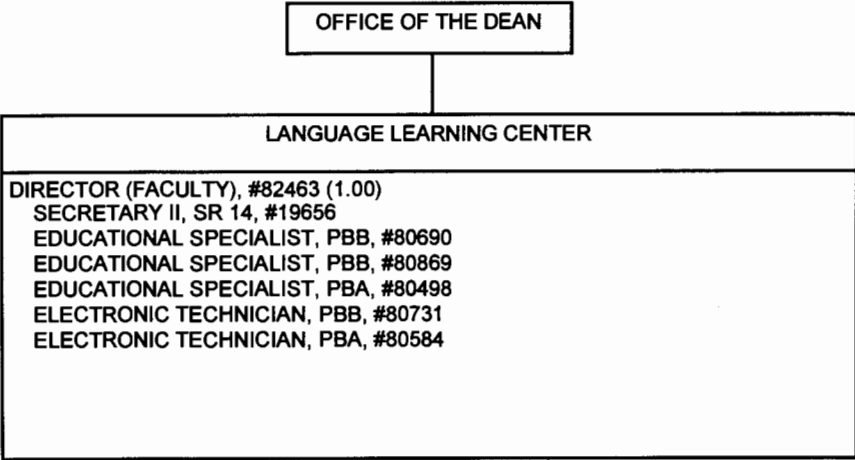 OFFICE OF THE DEAN
LANGUAGE LEARNING CENTER
DIRECTOR (FACULTY), #82463 (1.00)
SECRETARY II, SR 14, #19656
EDUCATIONAL SPECIALIST, PBB, #80690
EDUCATIONAL SPECIALIST, PBB, #80869
EDUCATIONAL SPECIALIST, PBA, #80498
ELECTRONIC TECHNICIAN, PBB, #80731
ELECTRONIC TECHNICIAN, PBA, #80584